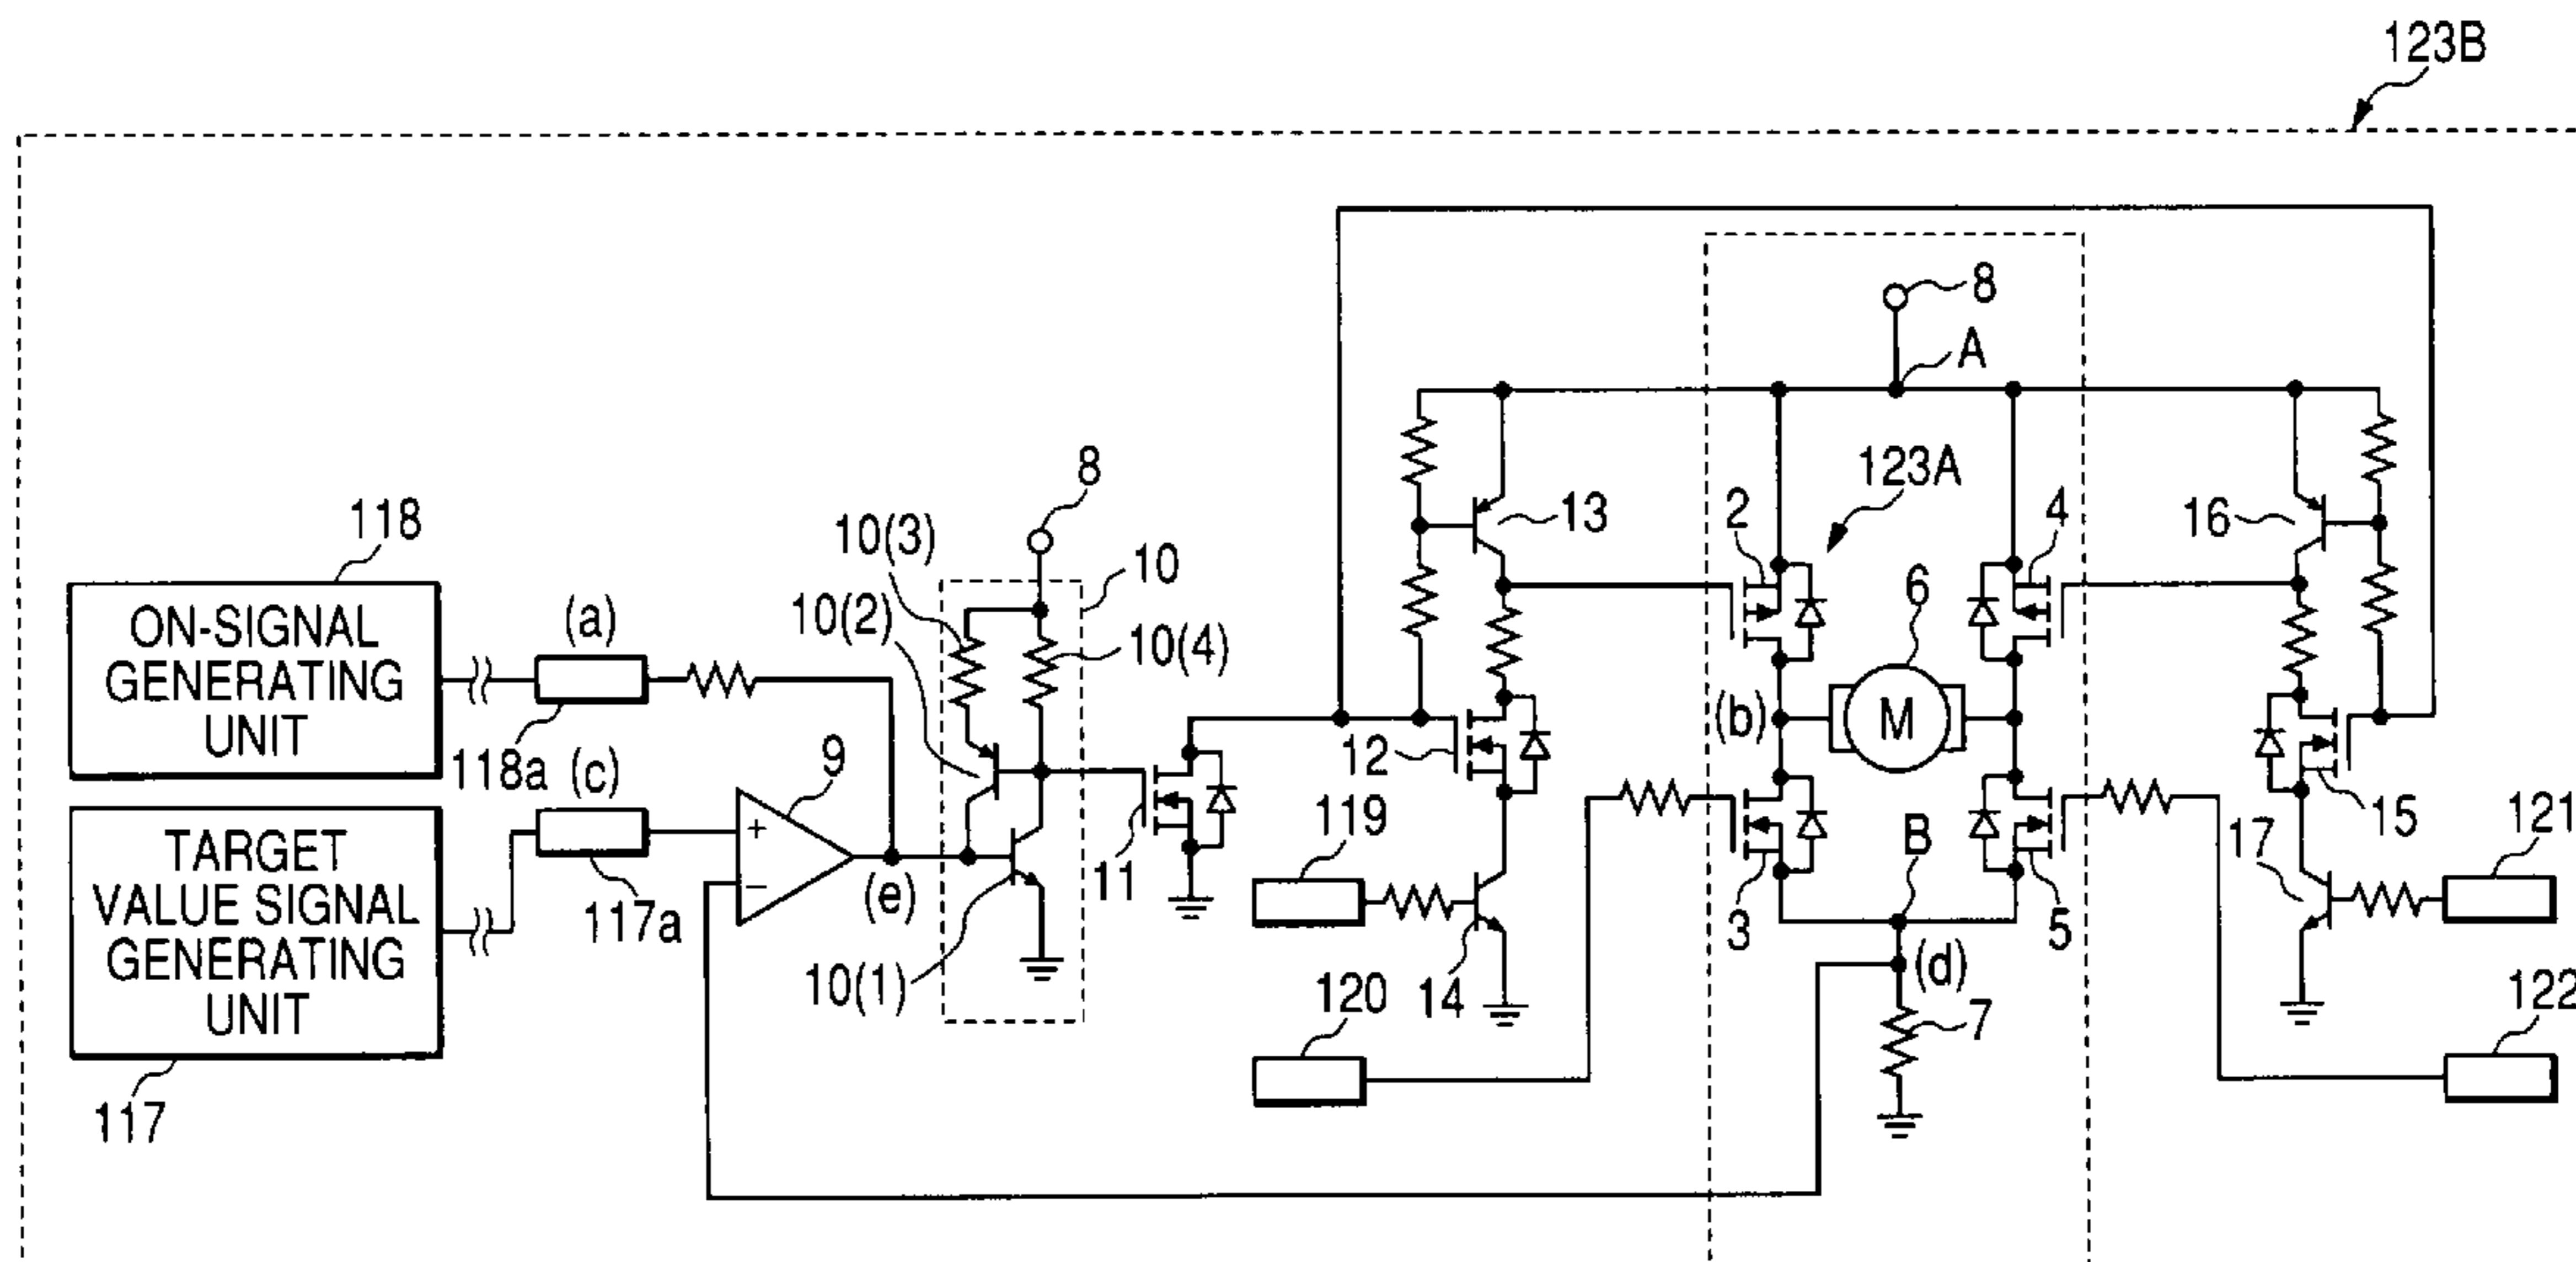 123B
8
A
123A
2
4
13
16
8
118
10(3)
10
10(2)
10(4)
6
ON-SIGNAL
GENERATING
UNIT
(a)
118a
(b)
M
12
15
(c)
9
+
−
(e)
11
119
121
17
B
TARGET
VALUE SIGNAL
GENERATING
UNIT
117a
3
5
10(1)
120
14
(d)
7
122
117